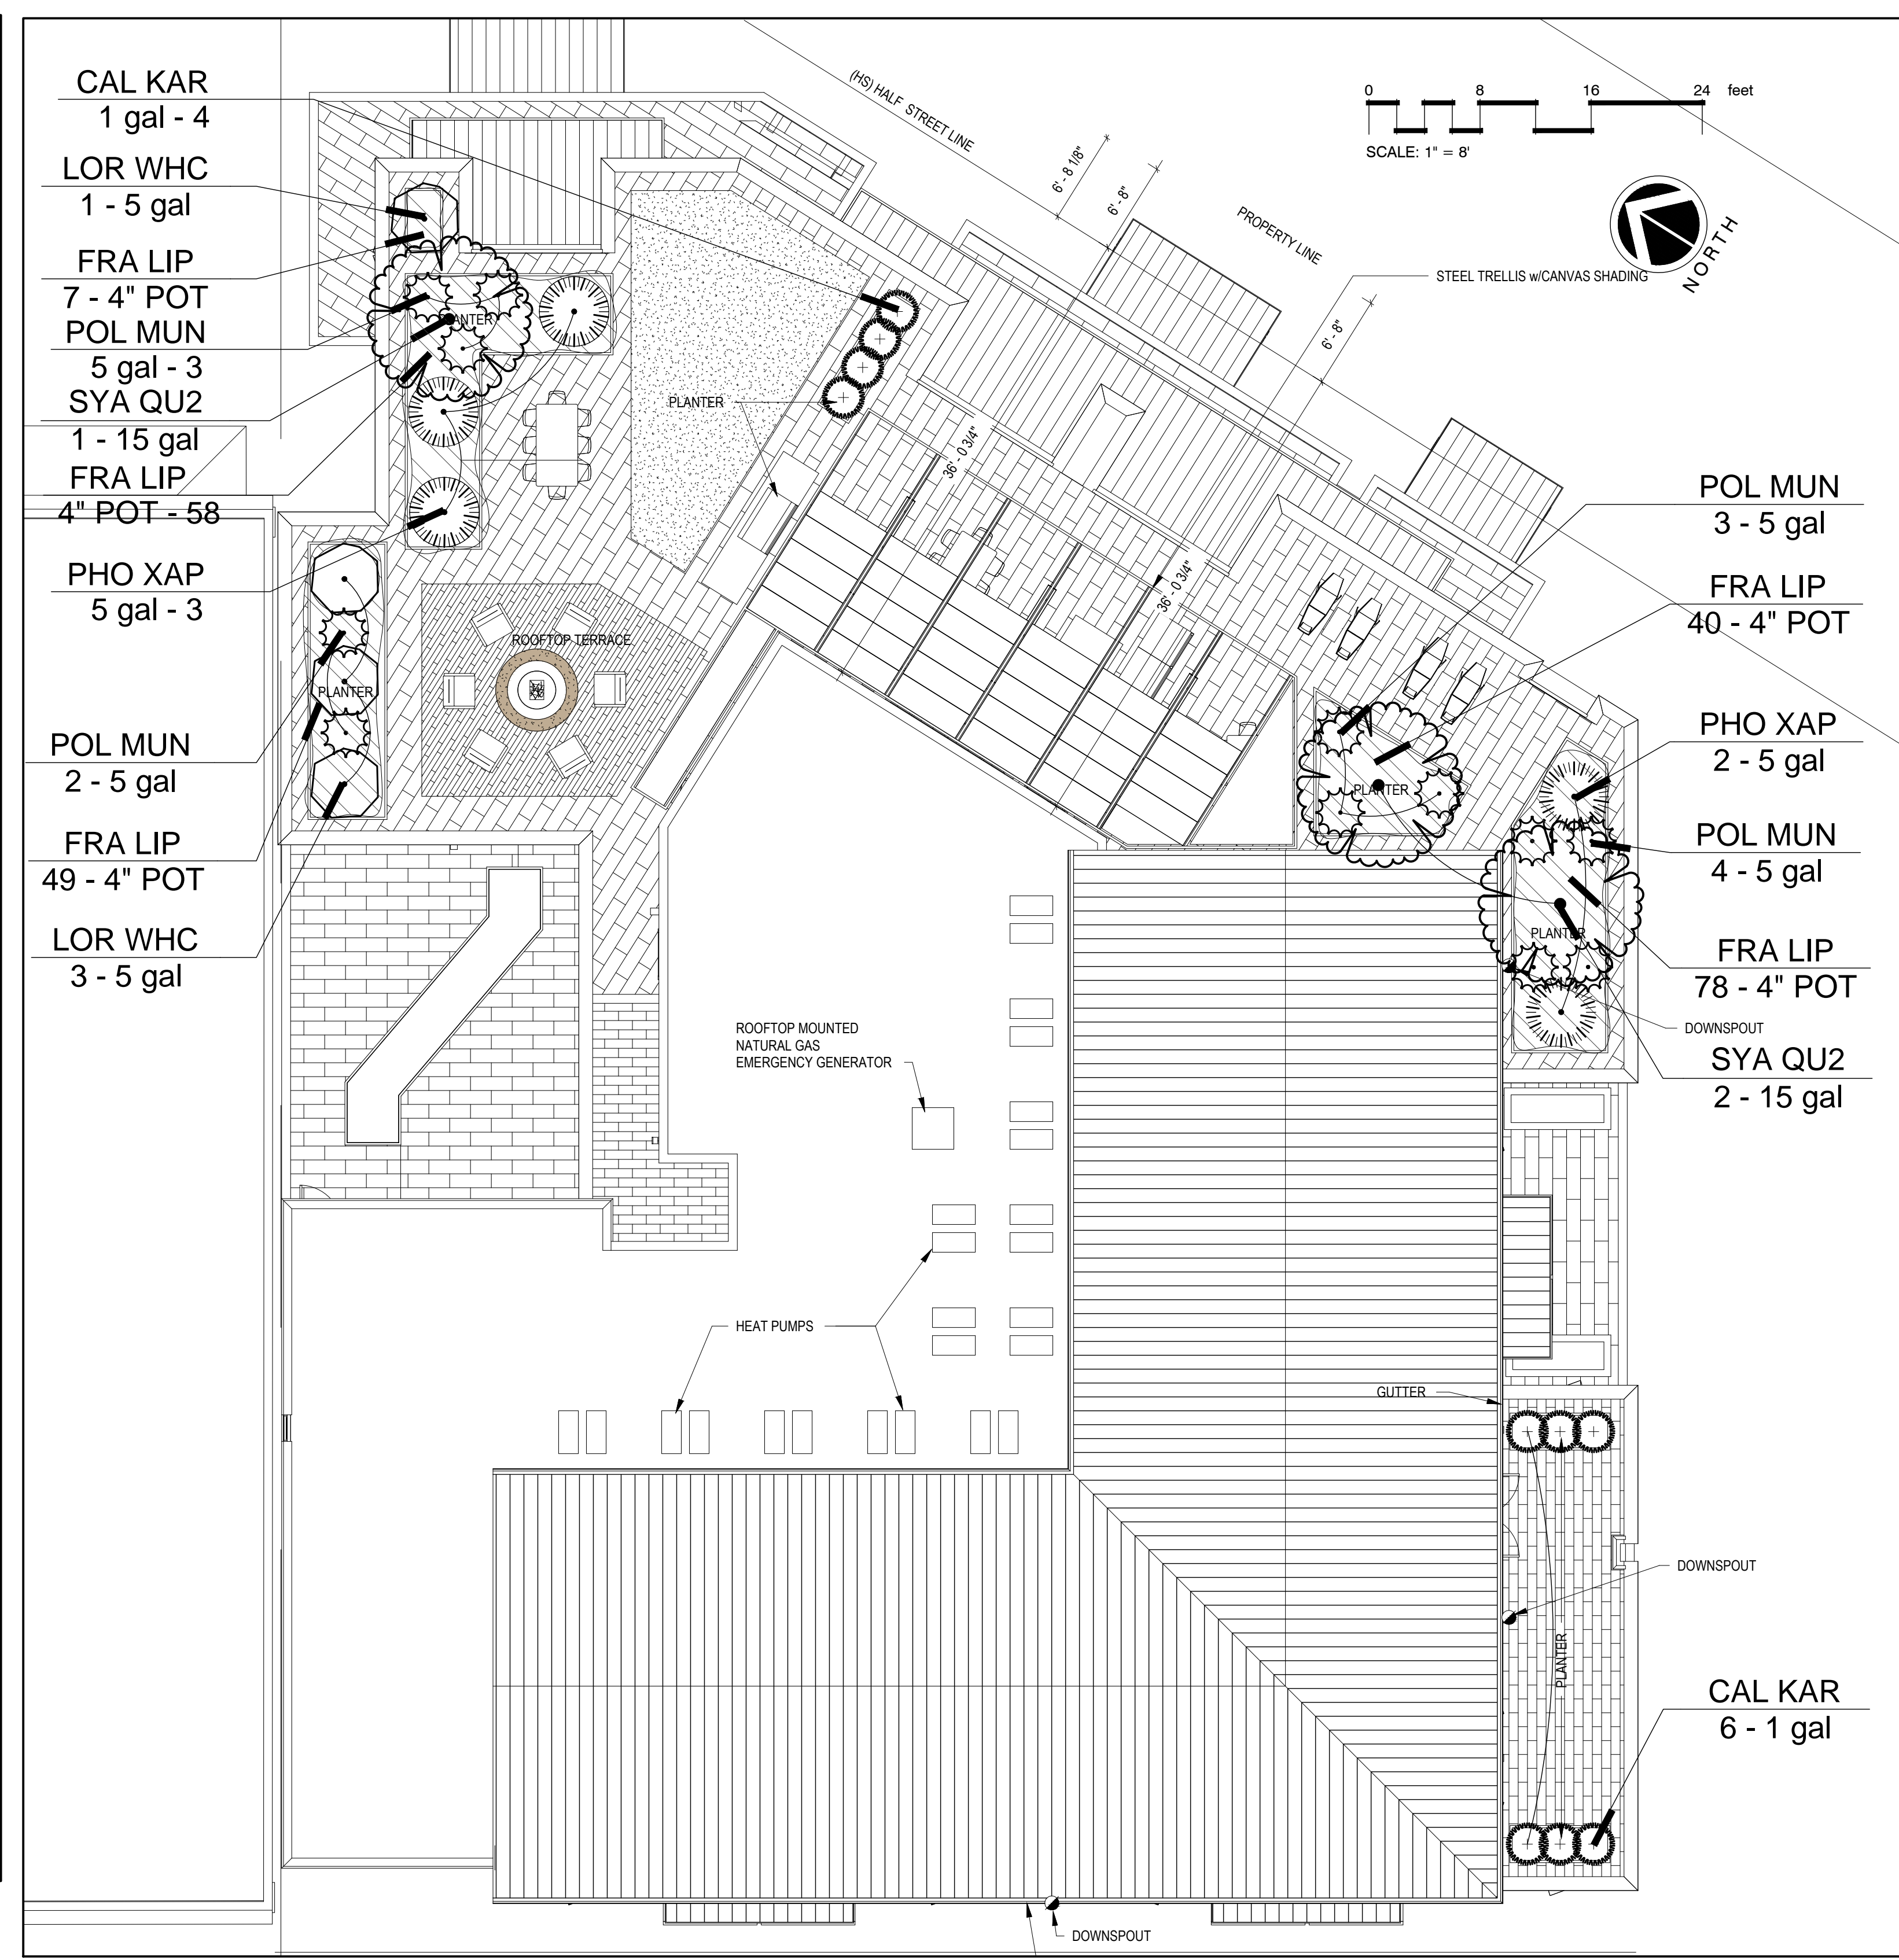 CAL KAR
1 gal - 4
LOR WHC
1 - 5 gal
FRA LIP
7 - 4" POT
POL MUN
5 gal - 3
SYA QU2
1 - 15 gal
FRA LIP
4" POT - 58
PHO XAP
5 gal - 3
POL MUN
2 - 5 gal
FRA LIP
49 - 4" POT
LOR WHC
3 - 5 gal
(HS) HALF STREET LINE
6' - 8 1/8"
6' - 8"
PROPERTY LINE
0 8 16 24 feet
SCALE: 1" = 8'
NORTH
STEEL TRELLIS w/CANVAS SHADING
6' - 8"
PLANTER
PLANTER
36' - 0 3/4"
36' - 0 3/4"
ROOFTOP TERRACE
PLANTER
PLANTER
PLANTER
POL MUN
3 - 5 gal
FRA LIP
40 - 4" POT
PHO XAP
2 - 5 gal
POL MUN
4 - 5 gal
FRA LIP
78 - 4" POT
DOWNSPOUT
SYA QU2
2 - 15 gal
ROOFTOP MOUNTED
NATURAL GAS
EMERGENCY GENERATOR
HEAT PUMPS
GUTTER
DOWNSPOUT
PLANTER
CAL KAR
6 - 1 gal
DOWNSPOUT